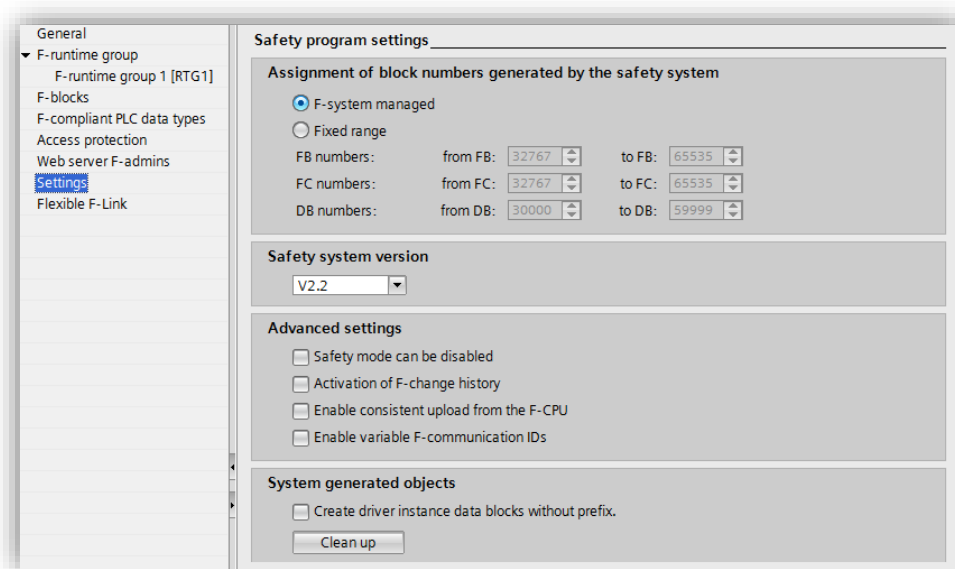 General
F-runtime group
F-runtime group 1 [RTG1]
F-blocks
F-compliant PLC data types
Access protection
Web server F-admins
Settings
Flexible F-Link
Safety program settings
Assignment of block numbers generated by the safety system
F-system managed
Fixed range
FB numbers: from FB: 32767 to FB: 65535
FC numbers: from FC: 32767 to FC: 65535
DB numbers: from DB: 30000 to DB: 59999
Safety system version
V2.2
Advanced settings
Safety mode can be disabled
Activation of F-change history
Enable consistent upload from the F-CPU
Enable variable F-communication IDs
System generated objects
Create driver instance data blocks without prefix.
Clean up